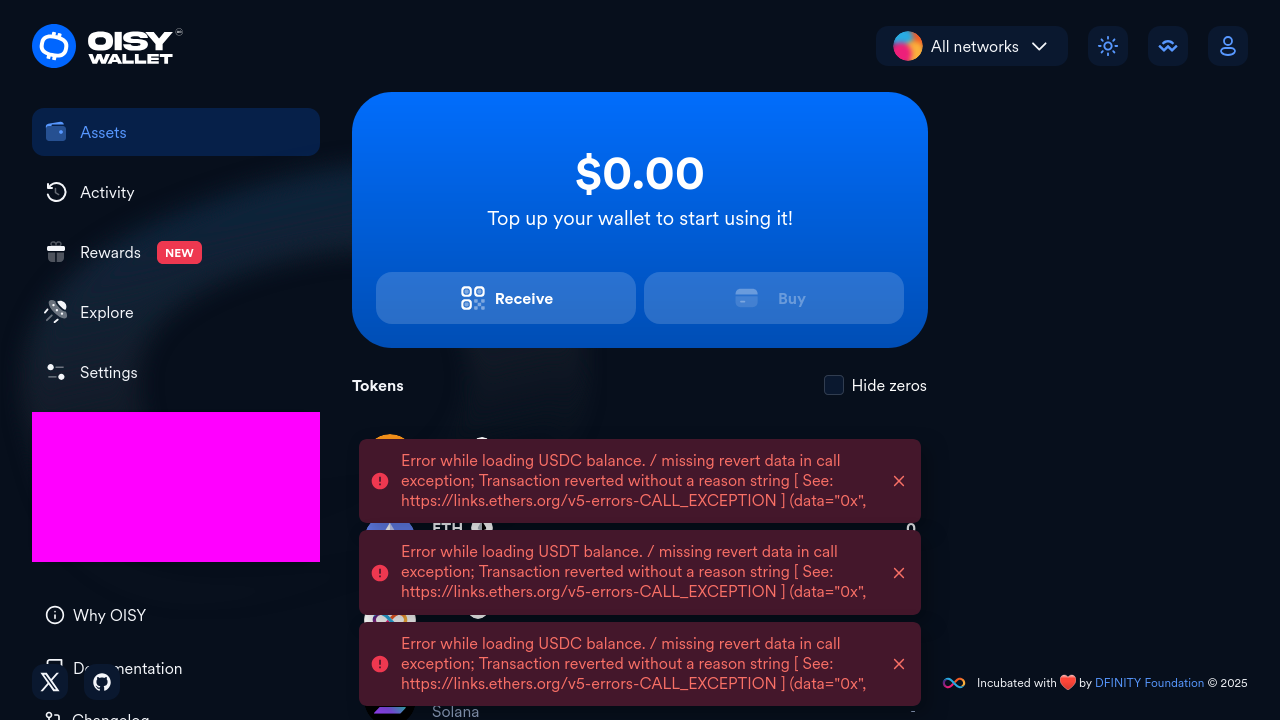 OISY
WALLET
All networks
Assets
Activity
Rewards NEW
Explore
Settings
Why OISY
Documentation
Changelog
$0.00
Top up your wallet to start using it!
Receive
Buy
Tokens
Hide zeros
Error while loading USDC balance. / missing revert data in call
exception; Transaction reverted without a reason string [ See:
https://links.ethers.org/v5-errors-CALL_EXCEPTION ] (data="0x",
ETH 0
Error while loading USDT balance. / missing revert data in call
exception; Transaction reverted without a reason string [ See:
https://links.ethers.org/v5-errors-CALL_EXCEPTION ] (data="0x",
Error while loading USDC balance. / missing revert data in call
exception; Transaction reverted without a reason string [ See:
https://links.ethers.org/v5-errors-CALL_EXCEPTION ] (data="0x",
Solana -
Incubated with ❤️ by DFINITY Foundation © 2025